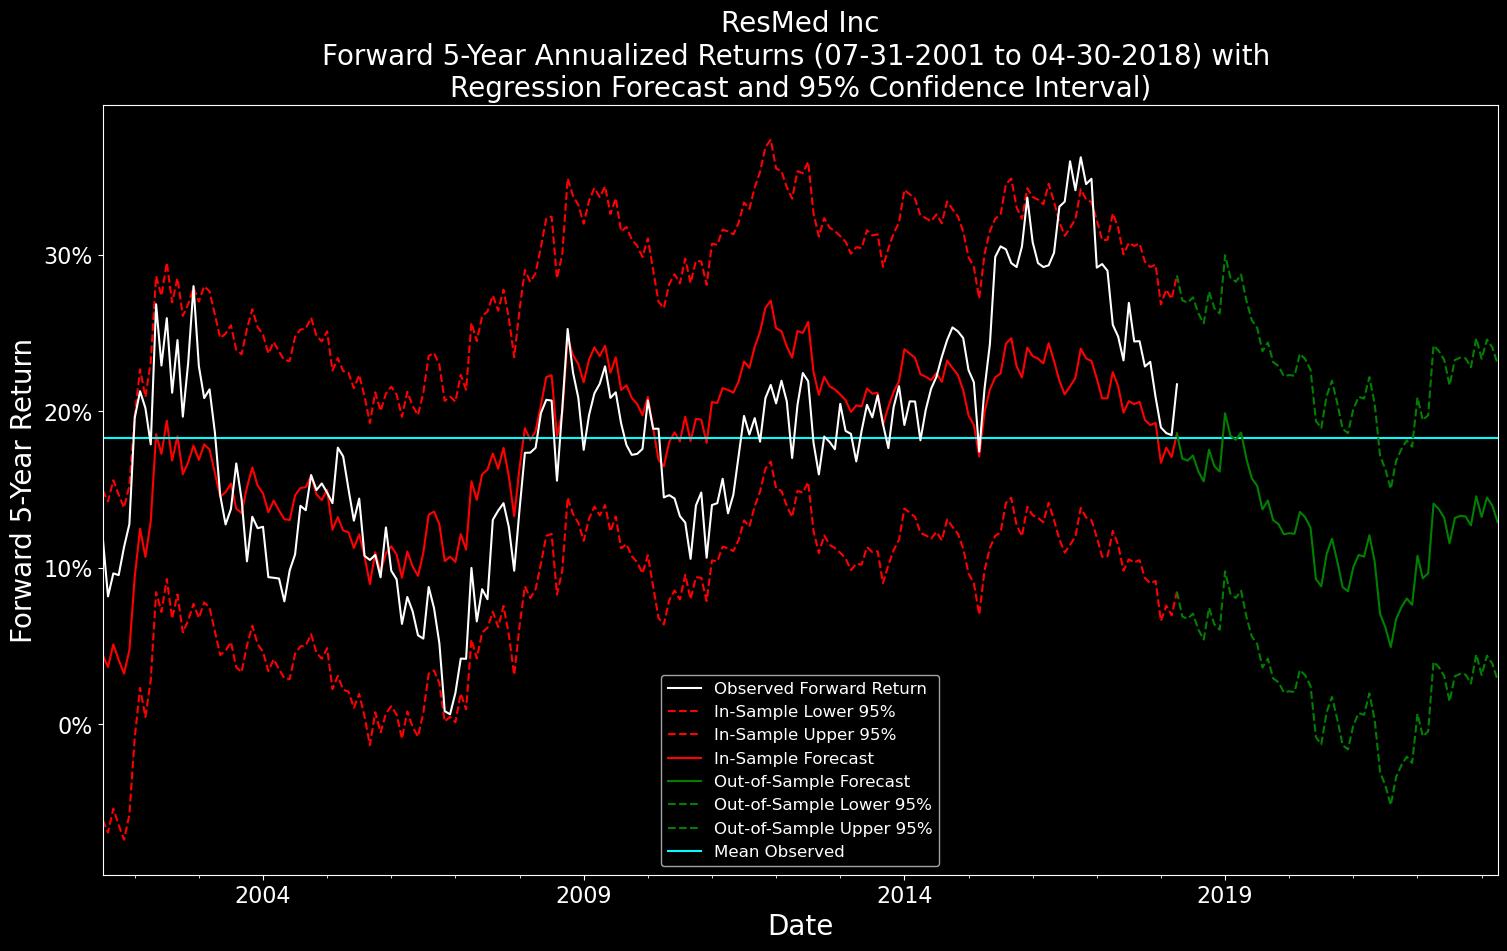 ResMed Inc
Forward 5-Year Annualized Returns (07-31-2001 to 04-30-2018) with
Regression Forecast and 95% Confidence Interval)
Forward 5-Year Return
30%
20%
10%
0%
Observed Forward Return
In-Sample Lower 95%
In-Sample Upper 95%
In-Sample Forecast
Out-of-Sample Forecast
Out-of-Sample Lower 95%
Out-of-Sample Upper 95%
Mean Observed
2004
2009
2014
2019
Date